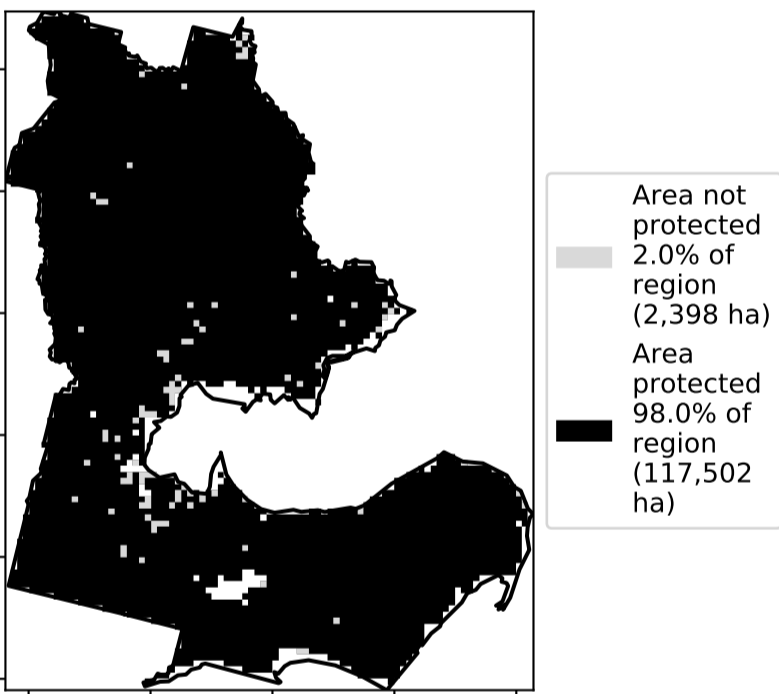 Area not
protected
2.0% of
region
(2,398 ha)
Area
protected
98.0% of
region
(117,502
ha)